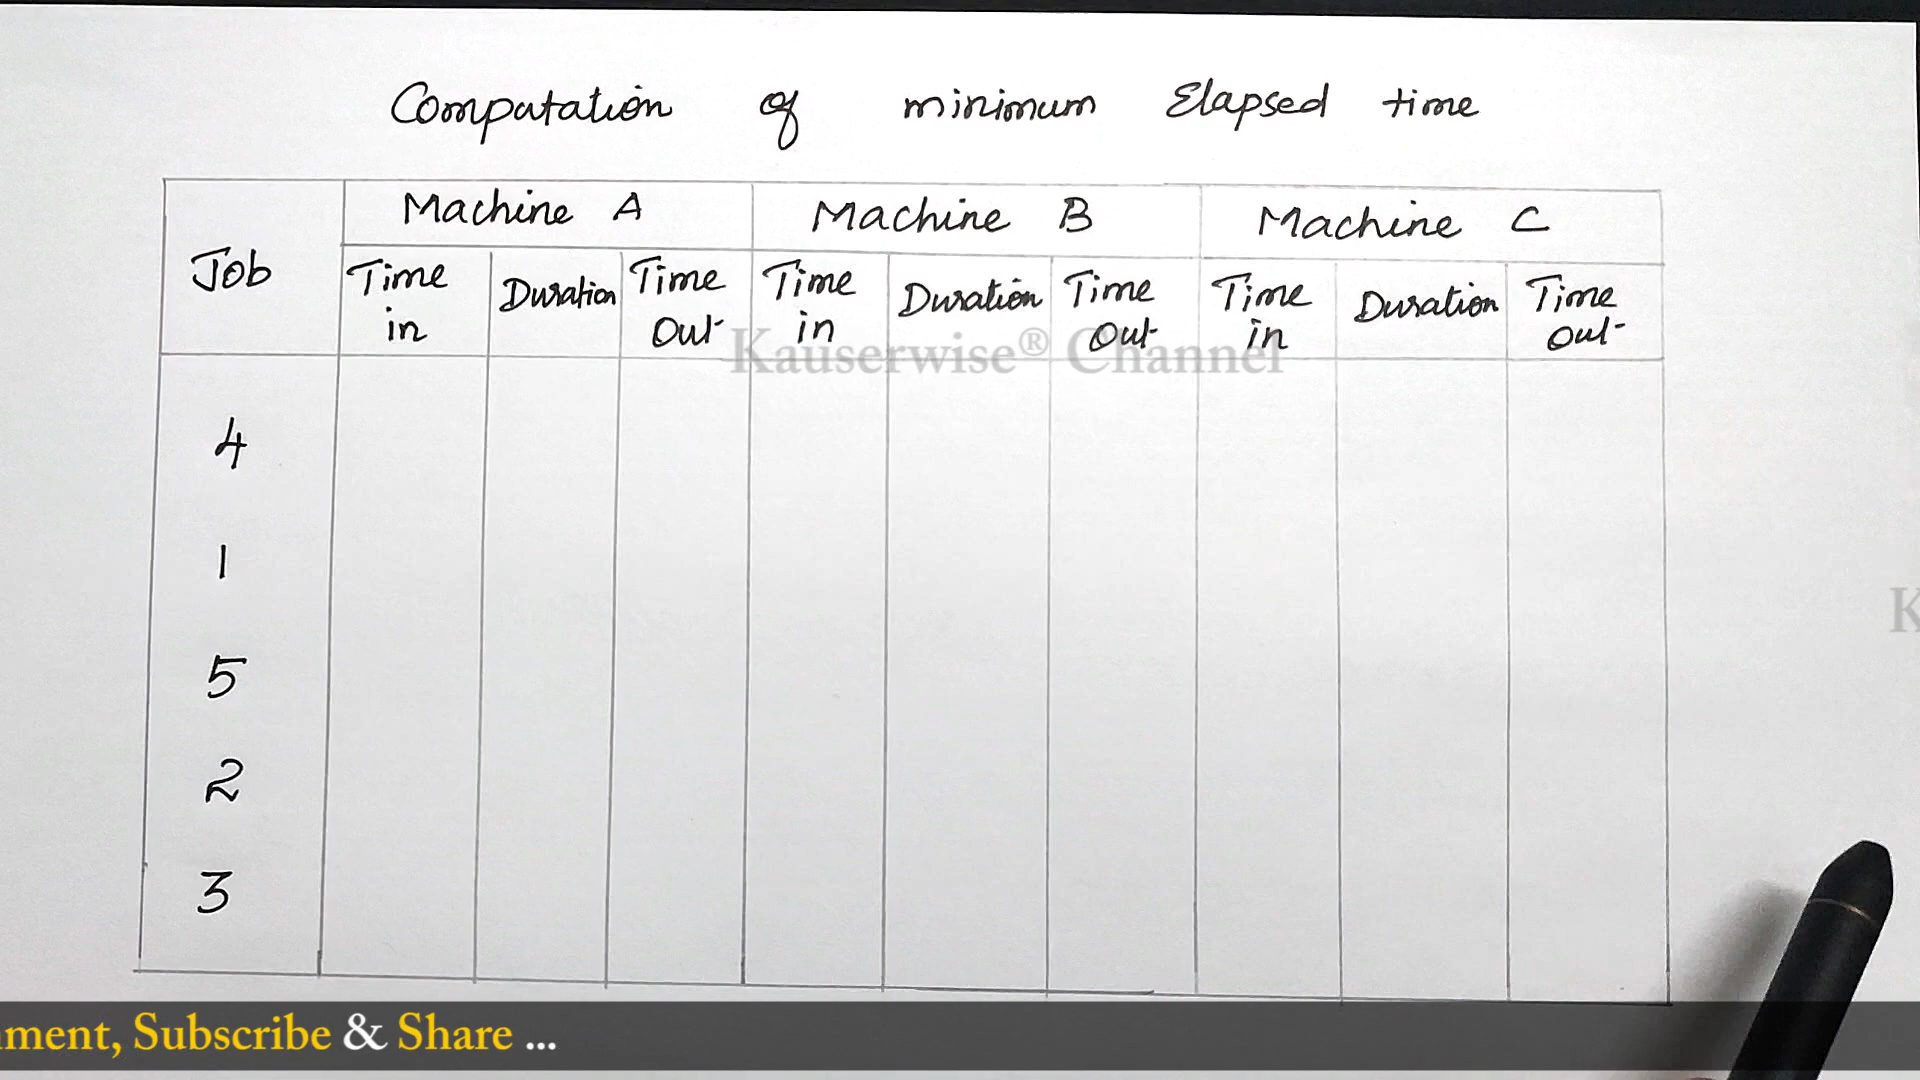 Computation of minimum Elapsed time
Job
Machine A
Machine B
Machine C
Time in
Duration
Time Out
Time in
Duration
Time Out
Time in
Duration
Time out
Kauserwise® Channel
4
1
5
2
3
K
mment, Subscribe & Share ...